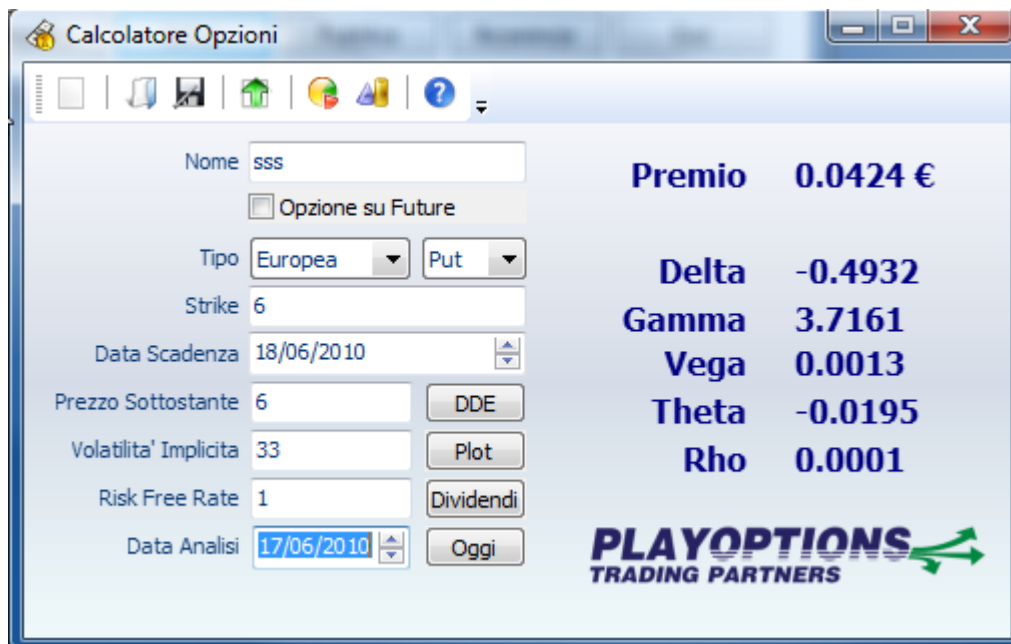 Calcolatore Opzioni
Nome sss
Opzione su Future
Tipo Europea Put
Strike 6
Data Scadenza 18/06/2010
Prezzo Sottostante 6 DDE
Volatilita' Implicita 33 Plot
Risk Free Rate 1 Dividendi
Data Analisi 17/06/2010 Oggi
Premio 0.0424 €
Delta -0.4932
Gamma 3.7161
Vega 0.0013
Theta -0.0195
Rho 0.0001
PLAYOPTIONS
TRADING PARTNERS